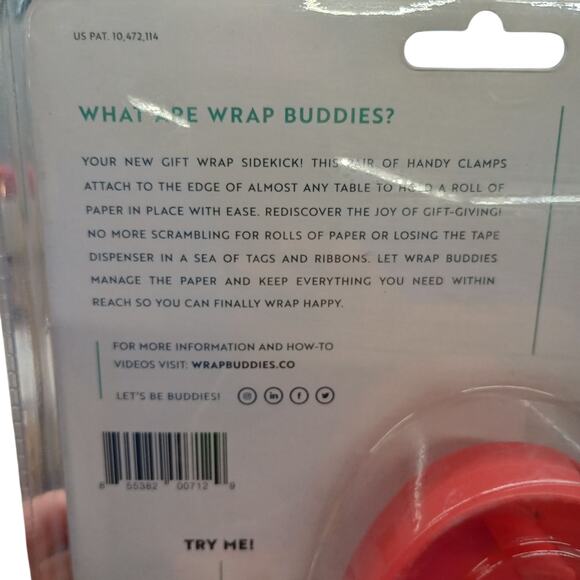 US PAT. 10,472,114
WHAT ARE WRAP BUDDIES?
YOUR NEW GIFT WRAP SIDEKICK! THIS PAIR OF HANDY CLAMPS
ATTACH TO THE EDGE OF ALMOST ANY TABLE TO HOLD A ROLL OF
PAPER IN PLACE WITH EASE. REDISCOVER THE JOY OF GIFT-GIVING!
NO MORE SCRAMBLING FOR ROLLS OF PAPER OR LOSING THE TAPE
DISPENSER IN A SEA OF TAGS AND RIBBONS. LET WRAP BUDDIES
MANAGE THE PAPER AND KEEP EVERYTHING YOU NEED WITHIN
REACH SO YOU CAN FINALLY WRAP HAPPY.
FOR MORE INFORMATION AND HOW-TO
VIDEOS VISIT: WRAPBUDDIES.CO
LET'S BE BUDDIES!
8 55382 00712 9
TRY ME!